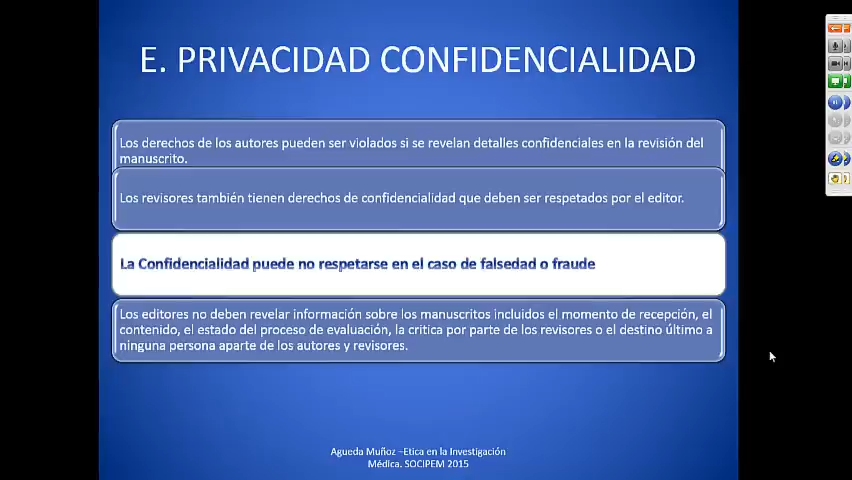 E. PRIVACIDAD CONFIDENCIALIDAD
Los derechos de los autores pueden ser violados si se revelan detalles confidenciales en la revisión del
manuscrito.
Los revisores también tienen derechos de confidencialidad que deben ser respetados por el editor.
La Confidencialidad puede no respetarse en el caso de falsedad o fraude
Los editores no deben revelar información sobre los manuscritos incluidos el momento de recepción, el
contenido, el estado del proceso de evaluación, la critica por parte de los revisores o el destino último a
ninguna persona aparte de los autores y revisores.
Agueda Muñoz –Etica en la Investigación
Médica. SOCIPEM 2015